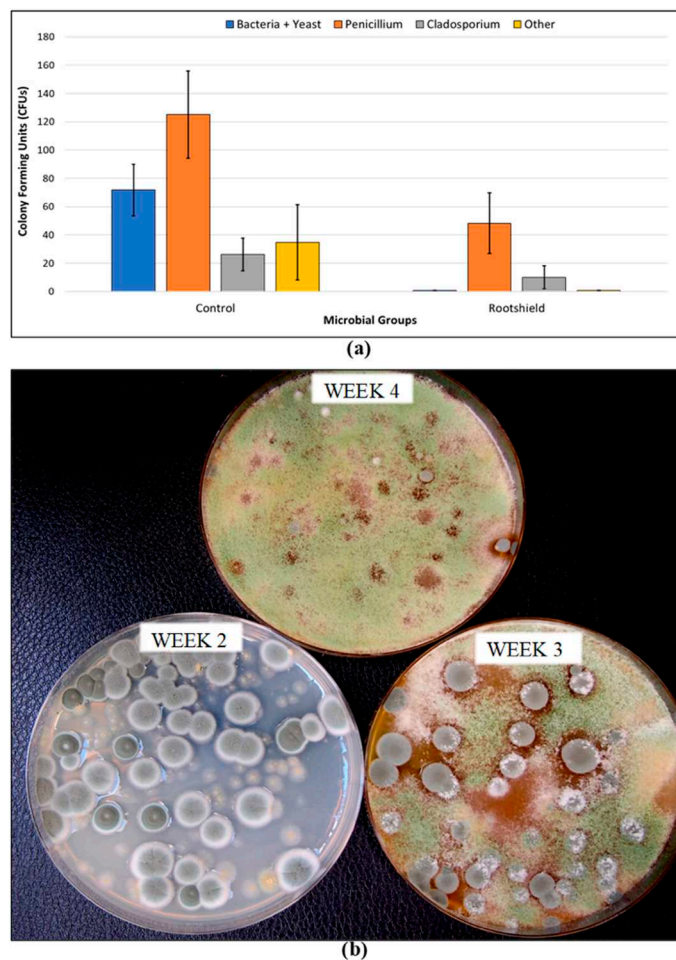 Bacteria + Yeast Penicillium Cladosporium Other
Colony Forming Units (CFUs)
180
160
140
120
100
80
60
40
20
0
Control Rootshield
Microbial Groups
(a)
WEEK 4
WEEK 2
WEEK 3
(b)